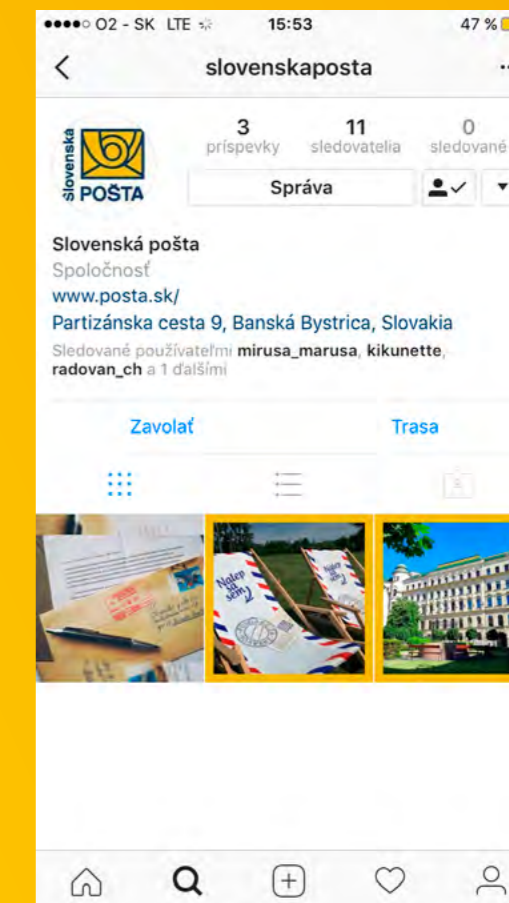 O2 - SK LTE 15:53 47 %
slovenskaposta
slovenská
POŠTA
3 11 0
príspevky sledovatelia sledované
Správa
Slovenská pošta
Spoločnosť
www.posta.sk/
Partizánska cesta 9, Banská Bystrica, Slovakia
Sledované používateľmi mirusa_marusa, kikunette,
radovan_ch a 1 ďalšími
Zavolať Trasa
Nalep
sa
sem